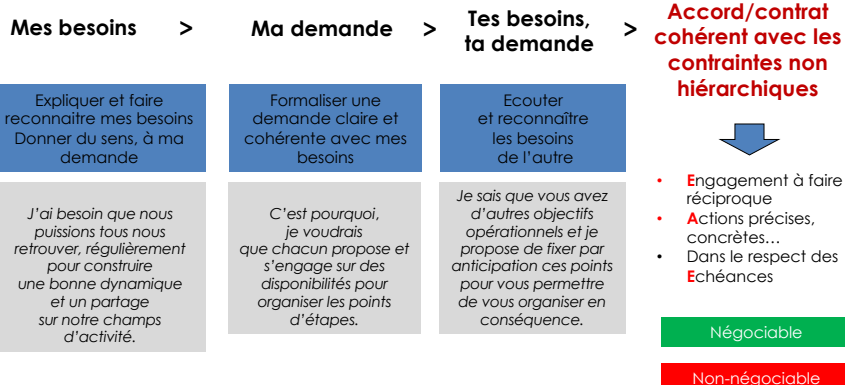 Mes besoins >
Ma demande >
Tes besoins,
ta demande >
Accord/contrat
cohérent avec les
contraintes non
hiérarchiques
Expliquer et faire
reconnaitre mes besoins
Donner du sens, à ma
demande
Formaliser une
demande claire et
cohérente avec mes
besoins
Ecouter
et reconnaître
les besoins
de l'autre
J'ai besoin que nous
puissions tous nous
retrouver, régulièrement
pour construire
une bonne dynamique
et un partage
sur notre champs
d'activité.
C'est pourquoi,
je voudrais
que chacun propose et
s'engage sur des
disponibilités pour
organiser les points
d'étapes.
Je sais que vous avez
d'autres objectifs
opérationnels et je
propose de fixer par
anticipation ces points
pour vous permettre
de vous organiser en
conséquence.
• Engagement à faire
réciproque
• Actions précises,
concrètes…
• Dans le respect des
Echéances
Négociable
Non-négociable